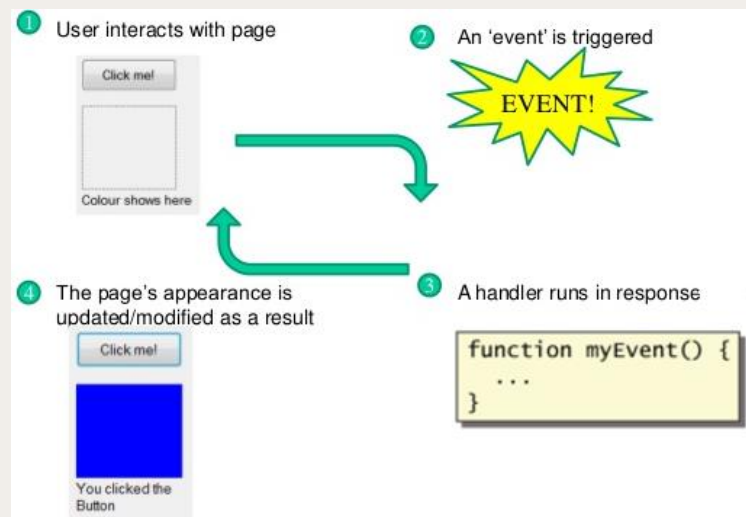 1 User interacts with page
Click me!
Colour shows here
2 An ‘event’ is triggered
EVENT!
3 A handler runs in response
function myEvent() {
...
}
4 The page’s appearance is
updated/modified as a result
Click me!
You clicked the
Button